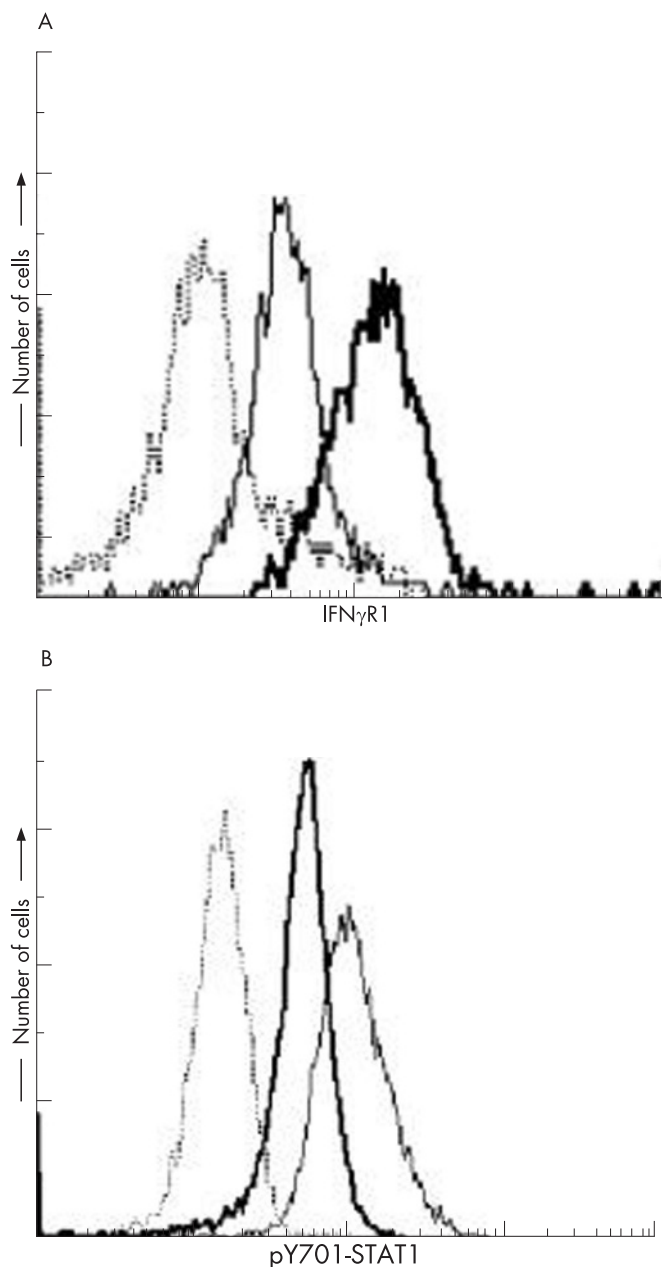 A
Number of cells
IFNγR1
B
Number of cells
pY701-STAT1